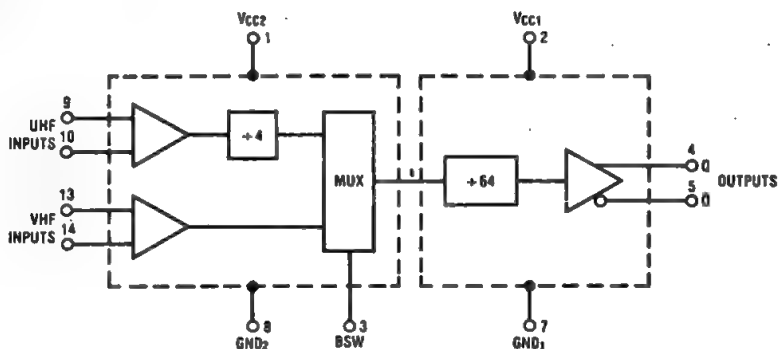 VCC2
1
VCC1
2
9
UHF
INPUTS
10
÷4
MUX
13
VHF
INPUTS
14
÷64
4
Q
OUTPUTS
5
Q̅
8
GND2
3
BSW
7
GND1